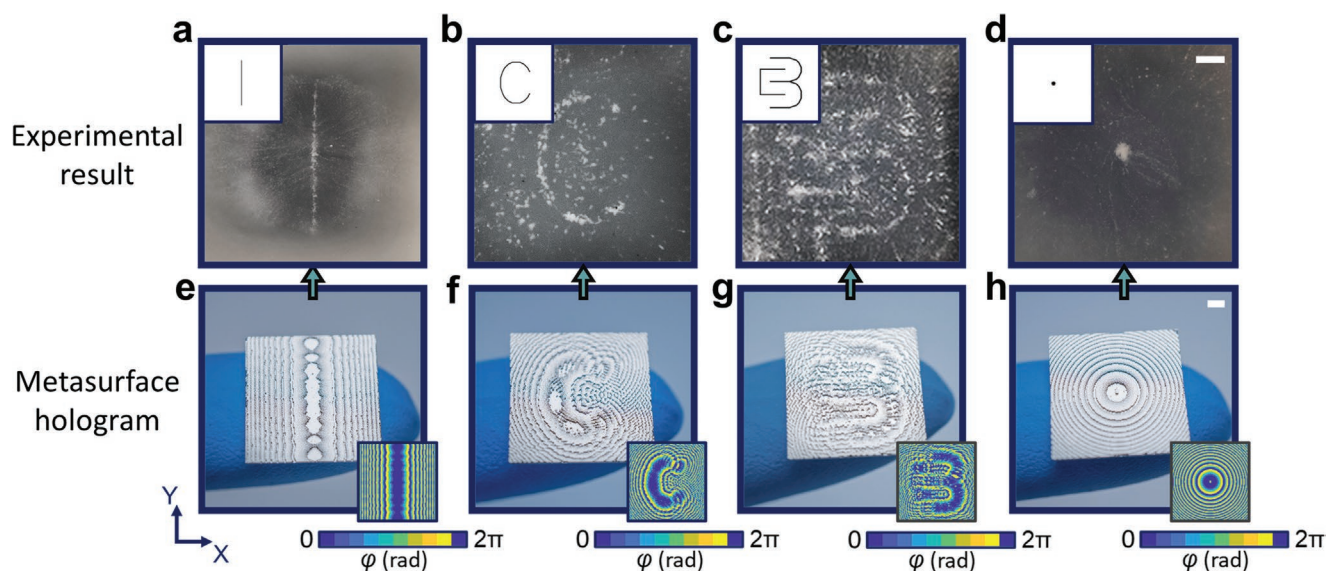 a b c d
Experimental
result
e f g h
Metasurface
hologram
Y
X
0 2π 0 2π 0 2π 0 2π
φ (rad) φ (rad) φ (rad) φ (rad)